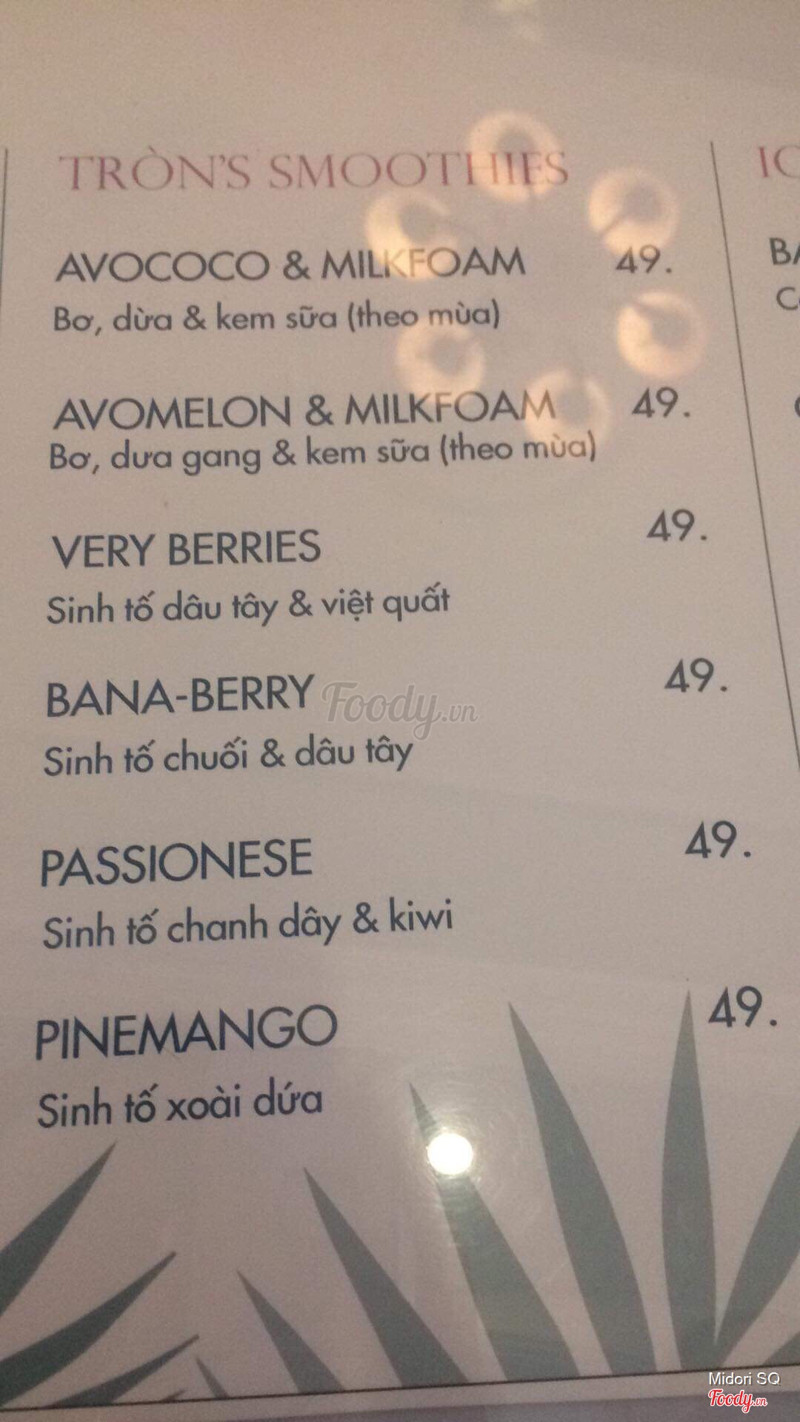 TRÒN'S SMOOTHIES
AVOCOCO & MILKFOAM 49.
Bơ, dừa & kem sữa (theo mùa)
AVOMELON & MILKFOAM 49.
Bơ, dưa gang & kem sữa (theo mùa)
VERY BERRIES 49.
Sinh tố dâu tây & việt quất
BANA-BERRY 49.
Foody.vn
Sinh tố chuối & dâu tây
PASSIONESE 49.
Sinh tố chanh dây & kiwi
PINEMANGO 49.
Sinh tố xoài dứa
Midori SQ
Foody.vn